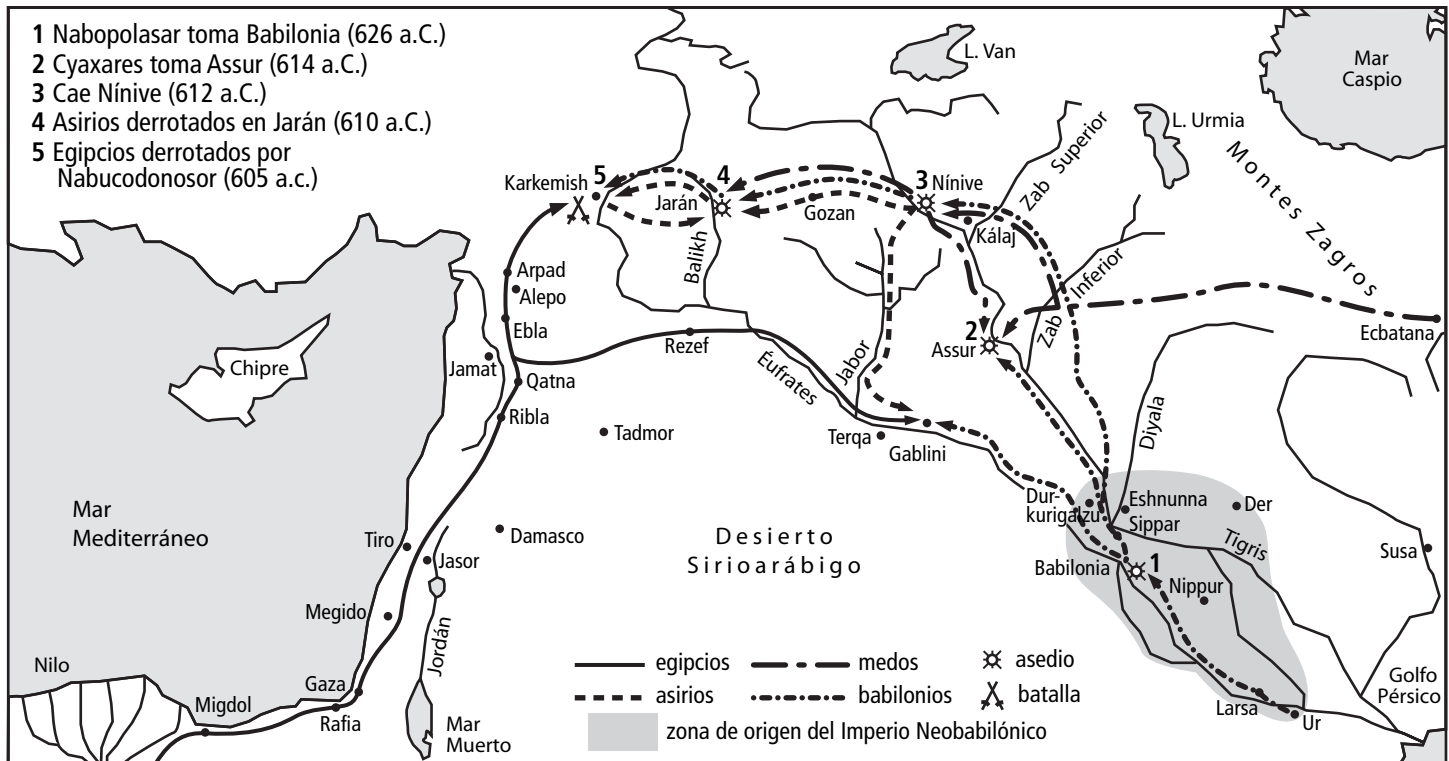 1 Nabopolasar toma Babilonia (626 a.C.)
2 Cyaxares toma Assur (614 a.C.)
3 Cae Nínive (612 a.C.)
4 Asirios derrotados en Jarán (610 a.C.)
5 Egipcios derrotados por
Nabucodonosor (605 a.c.)
L. Van
Mar
Caspio
L. Urmia
Montes Zagros
Zab Superior
Karkemish
5
4
3
Nínive
Jarán
Gozan
Kálaj
Balikh
Arpad
Alepo
Ebla
Zab Inferior
2
Assur
Ecbatana
Chipre
Jamat
Rezef
Qatna
Éufrates
Jabor
Ribla
Tadmor
Terqa
Gablini
Diyala
Mar
Mediterráneo
Dur-
kurigalzu
Eshnunna
Sippar
Der
Tigris
Susa
Tiro
Jasor
Damasco
Desierto
Sirioarábigo
Babilonia
1
Nippur
Megido
Jordán
Nilo
Gaza
Migdol
Rafia
Mar
Muerto
Golfo
Pérsico
Larsa
Ur
egipcios
medos
asedio
asirios
babilonios
batalla
zona de origen del Imperio Neobabilónico